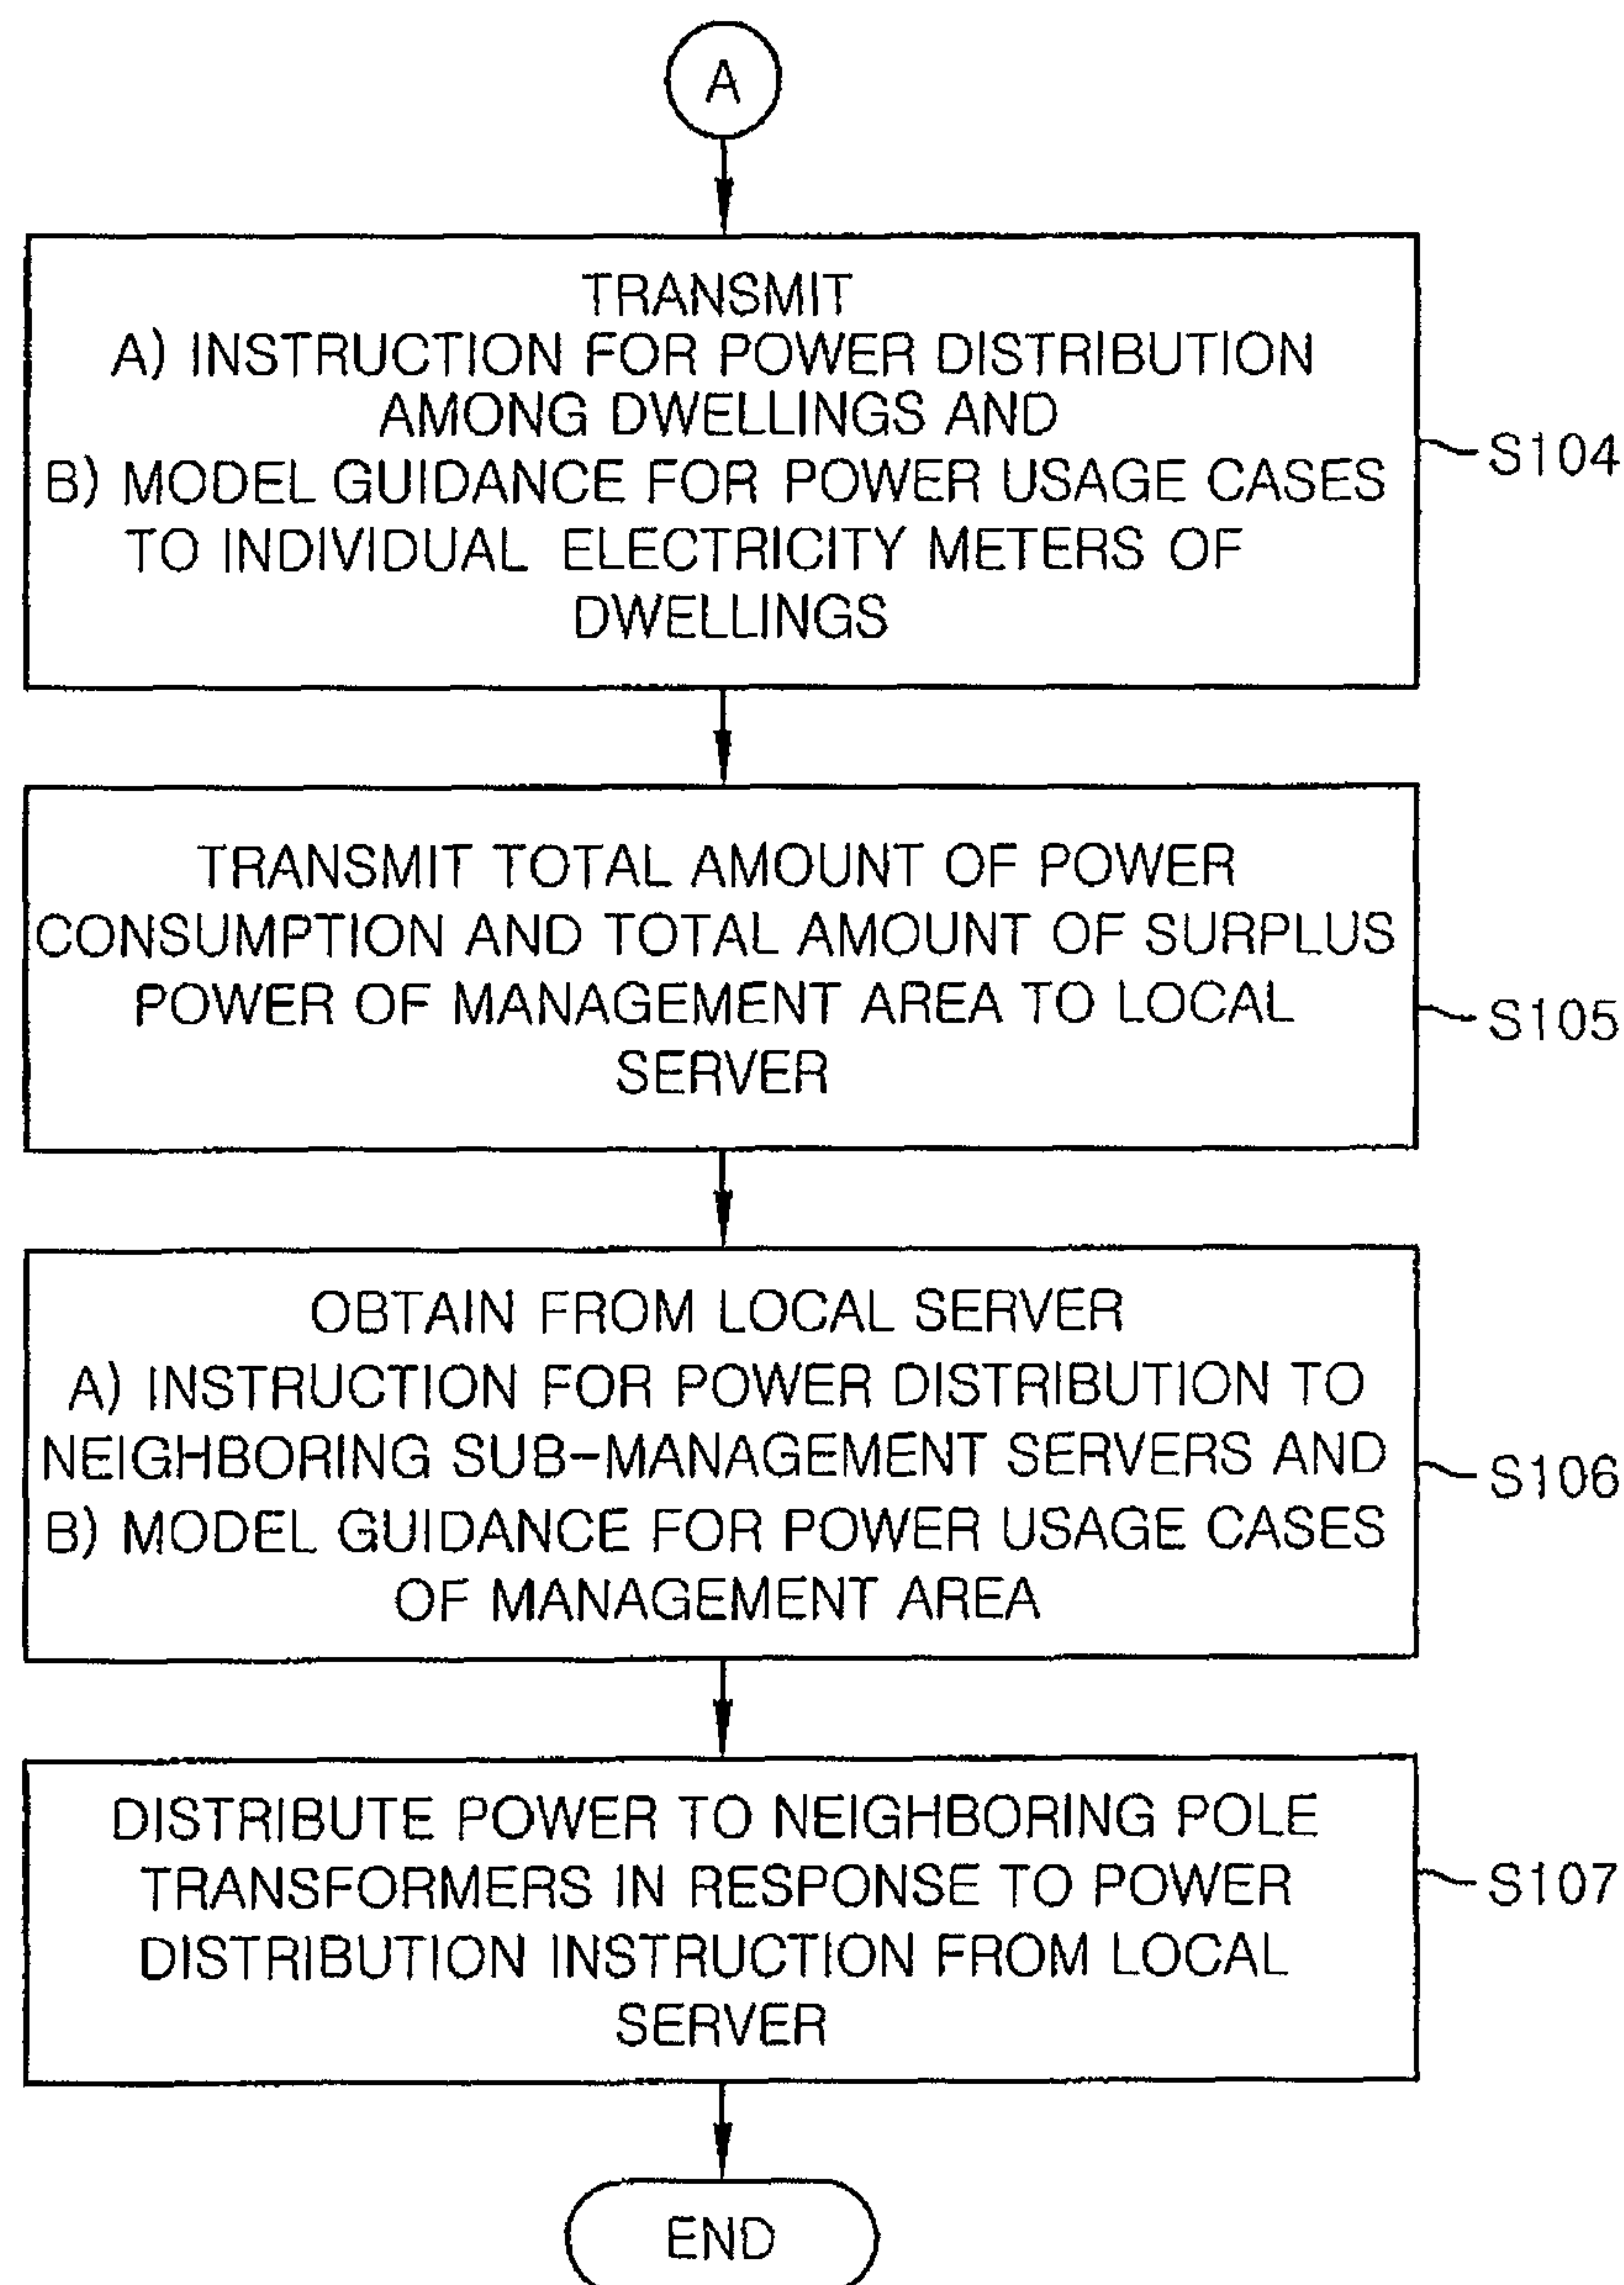 A
TRANSMIT
A) INSTRUCTION FOR POWER DISTRIBUTION
AMONG DWELLINGS AND
B) MODEL GUIDANCE FOR POWER USAGE CASES
TO INDIVIDUAL ELECTRICITY METERS OF
DWELLINGS
S104
TRANSMIT TOTAL AMOUNT OF POWER
CONSUMPTION AND TOTAL AMOUNT OF SURPLUS
POWER OF MANAGEMENT AREA TO LOCAL
SERVER
S105
OBTAIN FROM LOCAL SERVER
A) INSTRUCTION FOR POWER DISTRIBUTION TO
NEIGHBORING SUB-MANAGEMENT SERVERS AND
B) MODEL GUIDANCE FOR POWER USAGE CASES
OF MANAGEMENT AREA
S106
DISTRIBUTE POWER TO NEIGHBORING POLE
TRANSFORMERS IN RESPONSE TO POWER
DISTRIBUTION INSTRUCTION FROM LOCAL
SERVER
S107
END